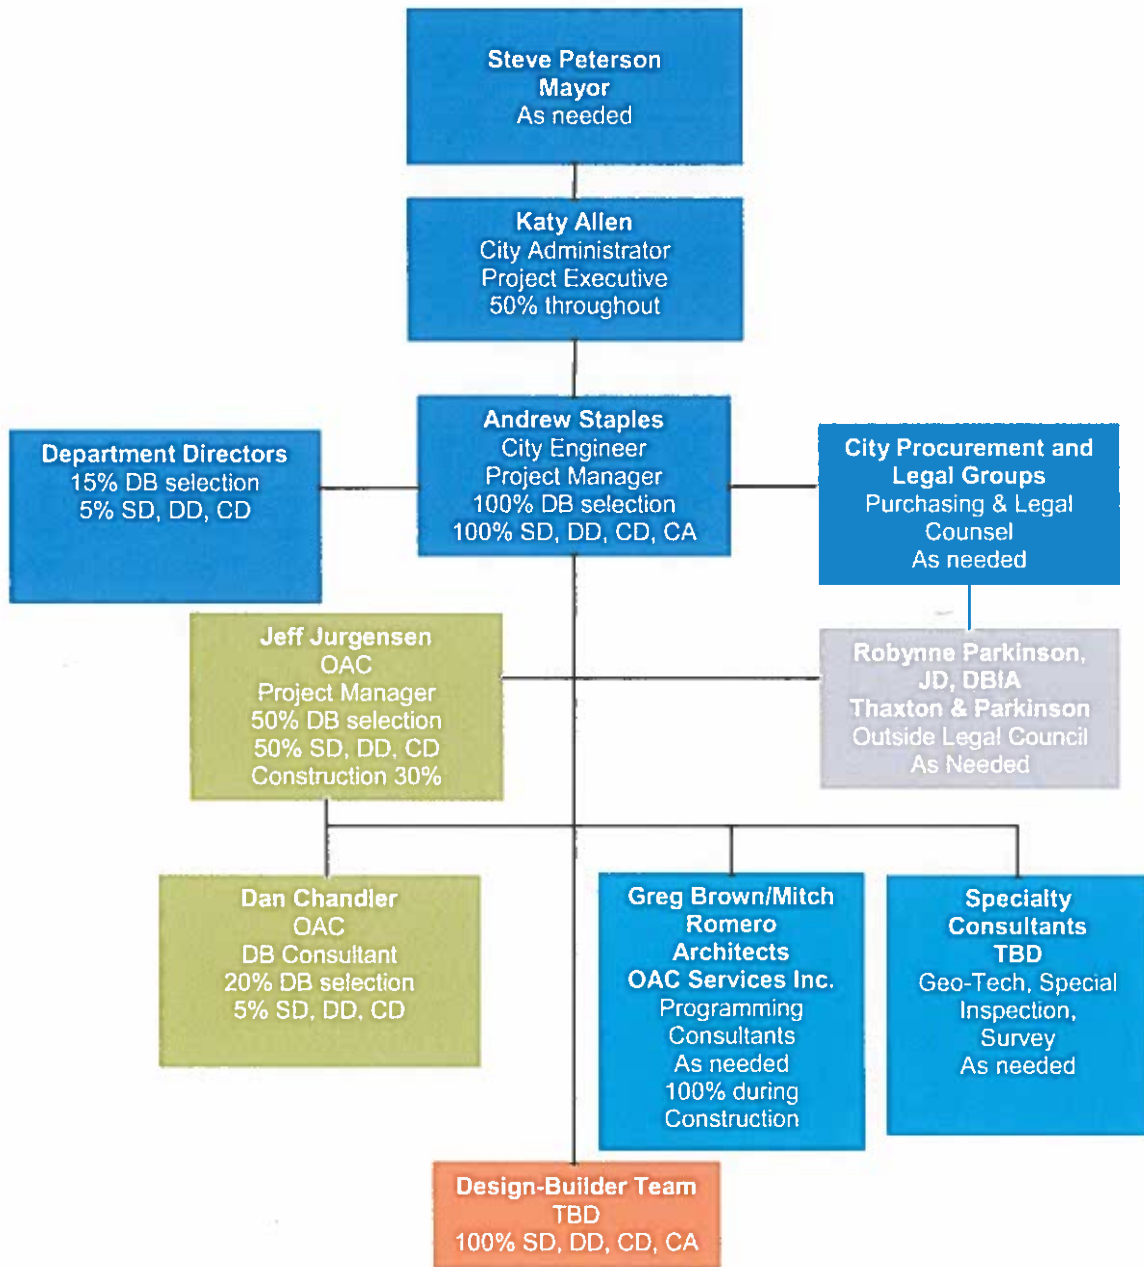 Steve Peterson
Mayor
As needed
Katy Allen
City Administrator
Project Executive
50% throughout
Andrew Staples
City Engineer
Project Manager
100% DB selection
100% SD, DD, CD, CA
Department Directors
15% DB selection
5% SD, DD, CD
City Procurement and
Legal Groups
Purchasing & Legal
Counsel
As needed
Jeff Jurgensen
OAC
Project Manager
50% DB selection
50% SD, DD, CD
Construction 30%
Robynne Parkinson,
JD, DBIA
Thaxton & Parkinson
Outside Legal Council
As Needed
Dan Chandler
OAC
DB Consultant
20% DB selection
5% SD, DD, CD
Greg Brown/Mitch
Romero
Architects
OAC Services Inc.
Programming
Consultants
As needed
100% during
Construction
Specialty
Consultants
TBD
Geo-Tech, Special
Inspection,
Survey
As needed
Design-Builder Team
TBD
100% SD, DD, CD, CA